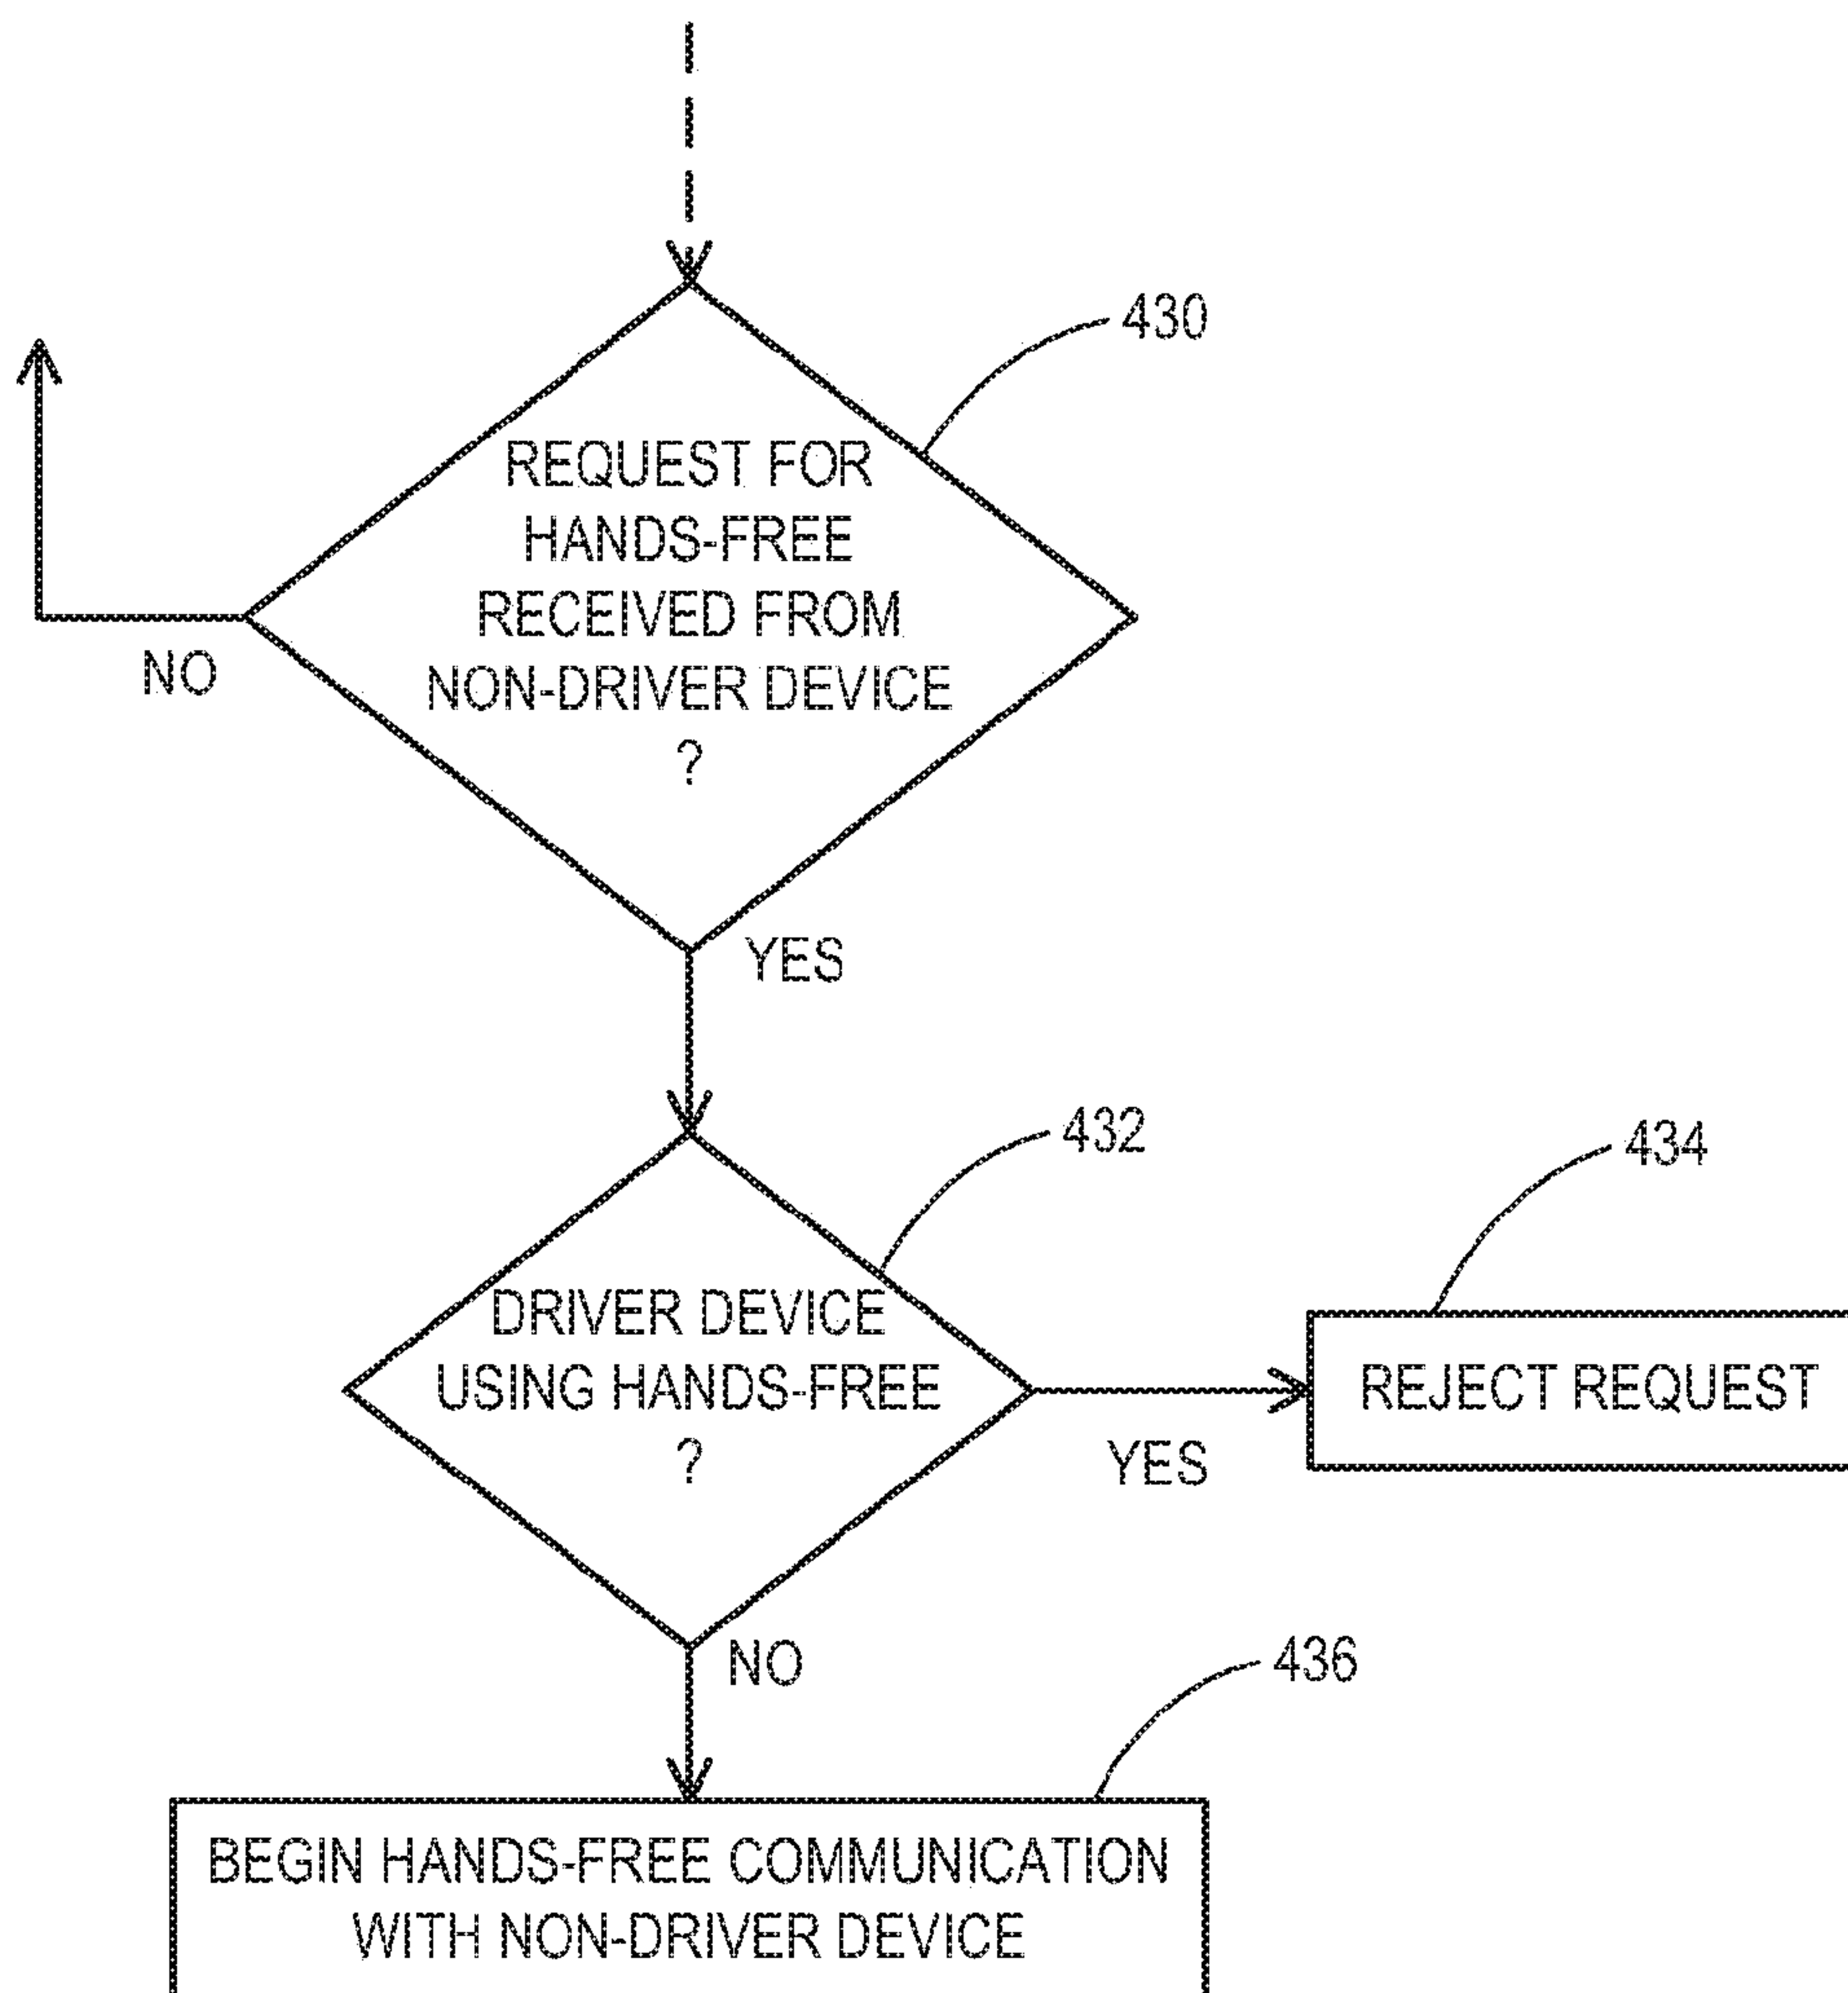 430
REQUEST FOR
HANDS-FREE
RECEIVED FROM
NON-DRIVER DEVICE
?
NO
YES
432
434
DRIVER DEVICE
USING HANDS-FREE
?
REJECT REQUEST
YES
NO
436
BEGIN HANDS-FREE COMMUNICATION
WITH NON-DRIVER DEVICE